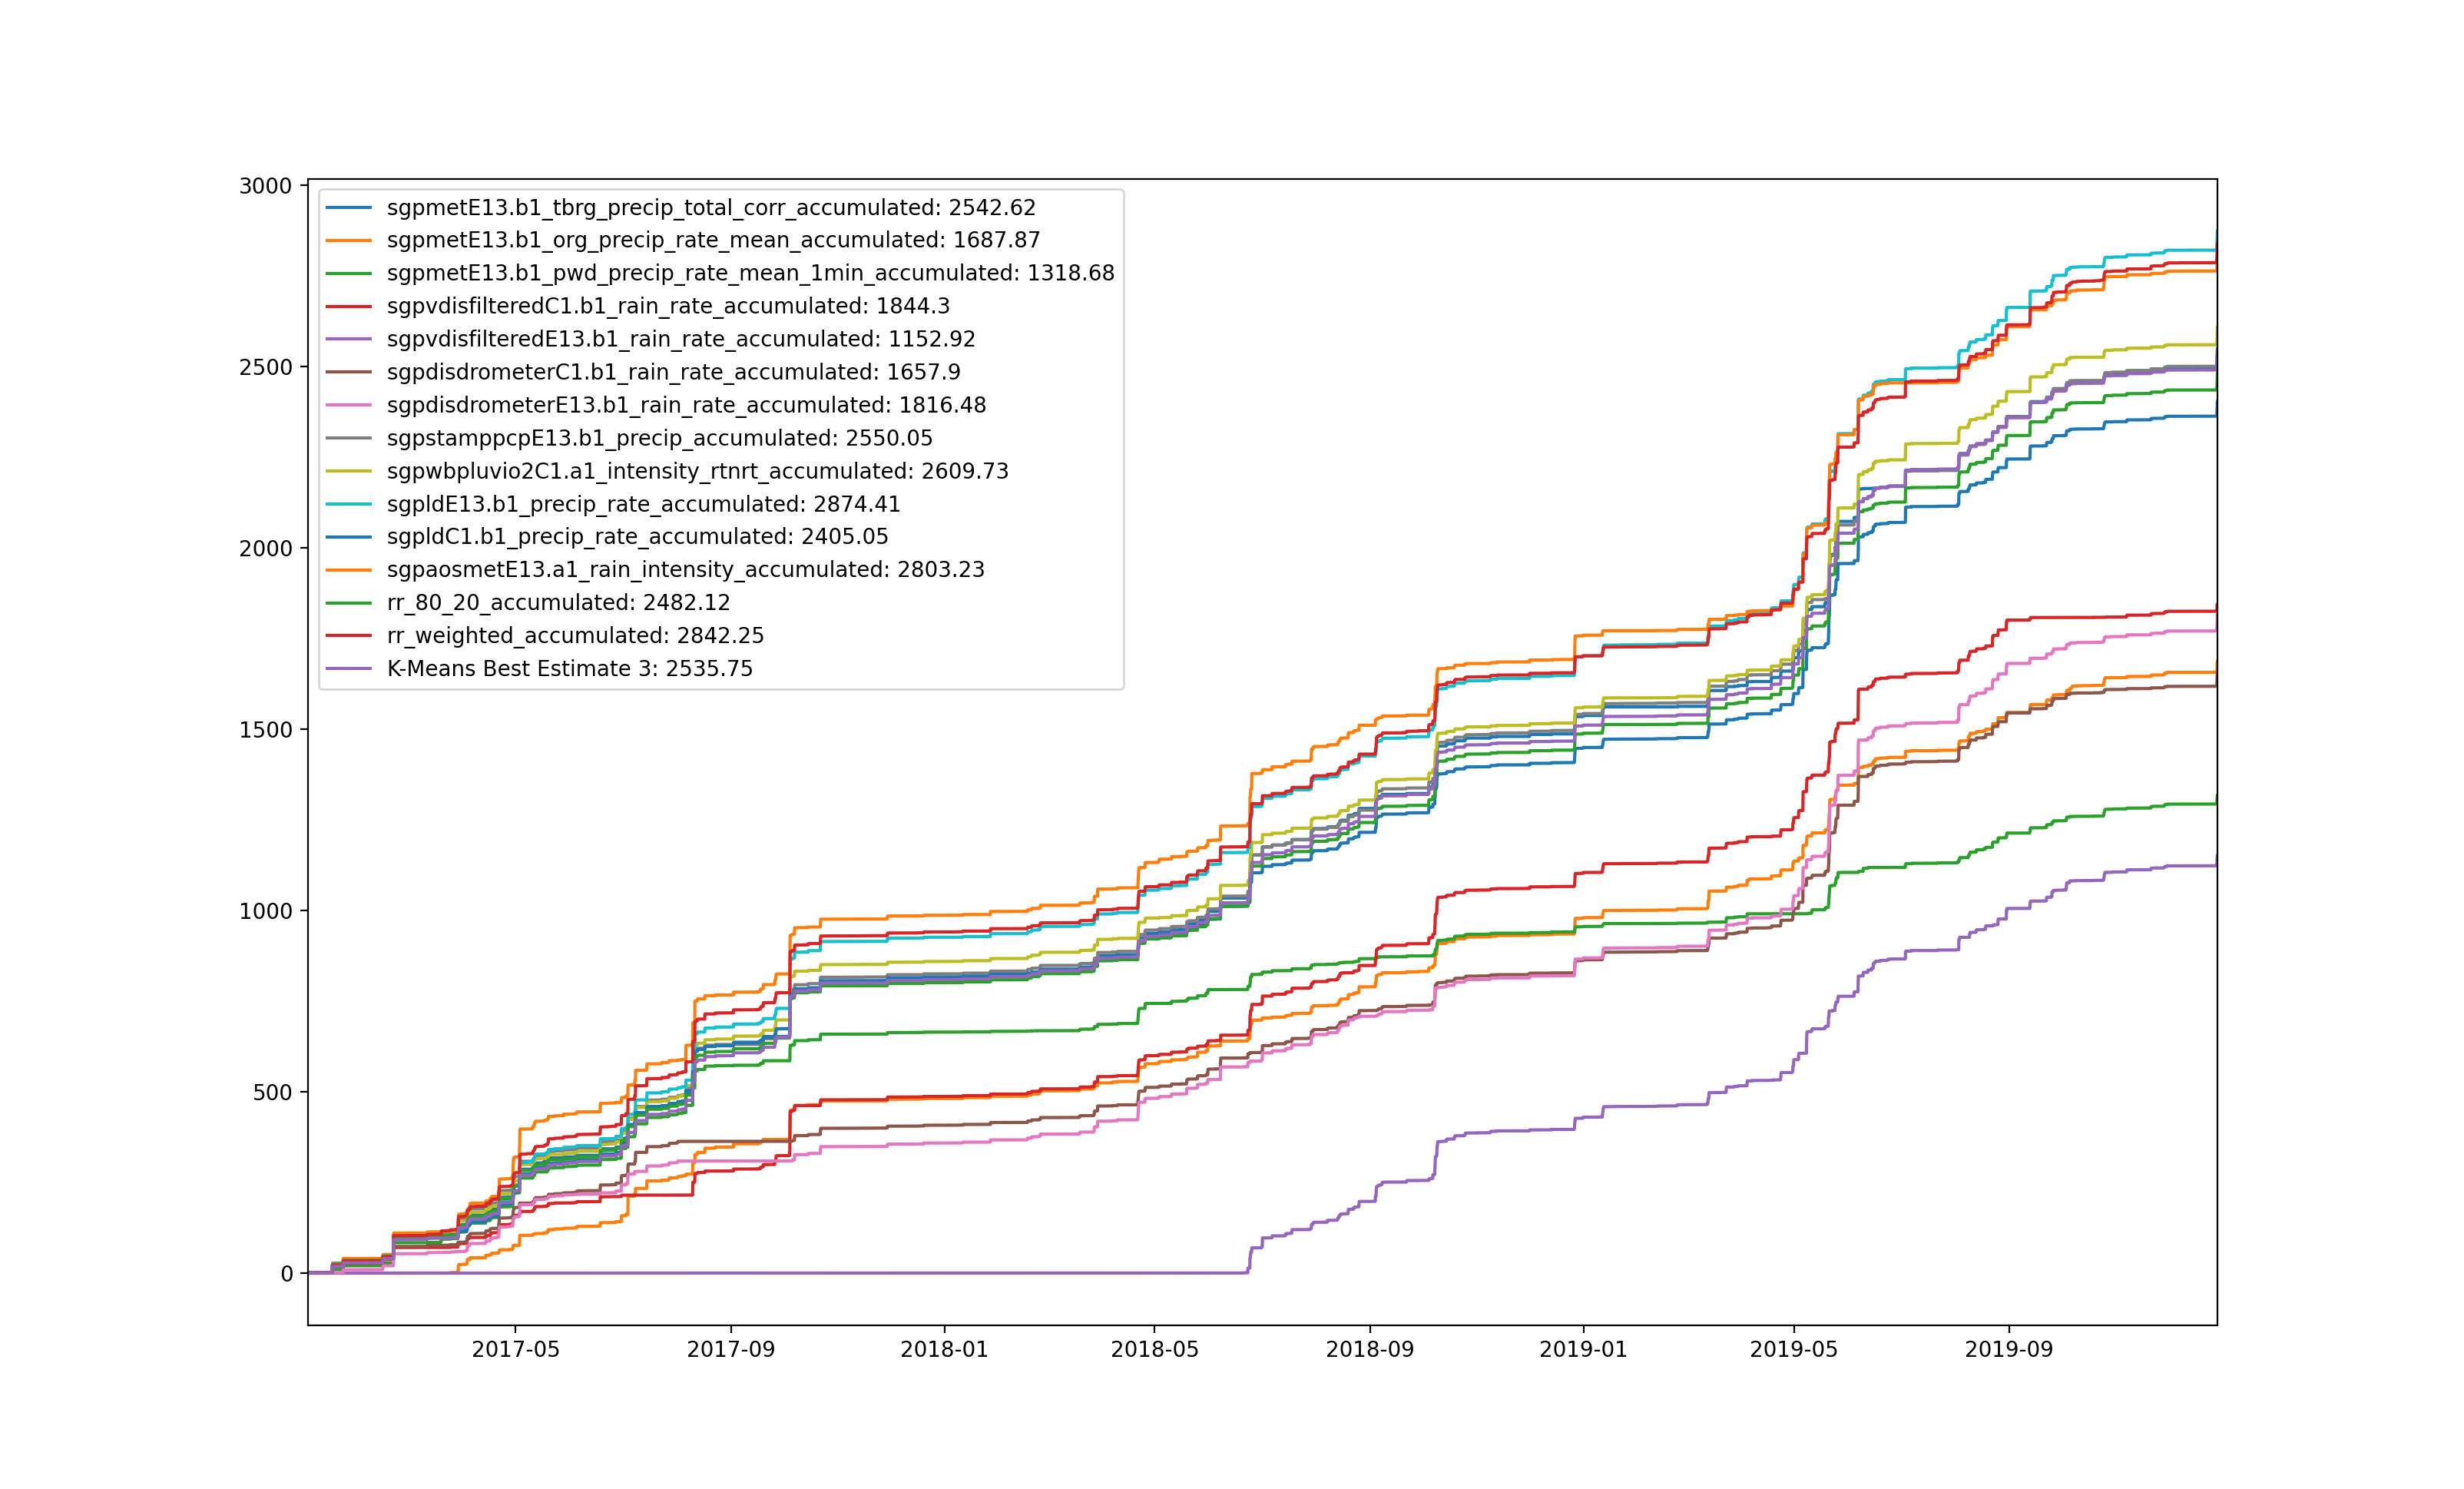 3000
2500
2000
1500
1000
500
0
sgpmetE13.b1_tbrg_precip_total_corr_accumulated: 2542.62
sgpmetE13.b1_org_precip_rate_mean_accumulated: 1687.87
sgpmetE13.b1_pwd_precip_rate_mean_1min_accumulated: 1318.68
sgpvdisfilteredC1.b1_rain_rate_accumulated: 1844.3
sgpvdisfilteredE13.b1_rain_rate_accumulated: 1152.92
sgpdisdrometerC1.b1_rain_rate_accumulated: 1657.9
sgpdisdrometerE13.b1_rain_rate_accumulated: 1816.48
sgpstamppcpE13.b1_precip_accumulated: 2550.05
sgpwbpluvio2C1.a1_intensity_rtnrt_accumulated: 2609.73
sgpldE13.b1_precip_rate_accumulated: 2874.41
sgpldC1.b1_precip_rate_accumulated: 2405.05
sgpaosmetE13.a1_rain_intensity_accumulated: 2803.23
rr_80_20_accumulated: 2482.12
rr_weighted_accumulated: 2842.25
K-Means Best Estimate 3: 2535.75
2017-05 2017-09 2018-01 2018-05 2018-09 2019-01 2019-05 2019-09